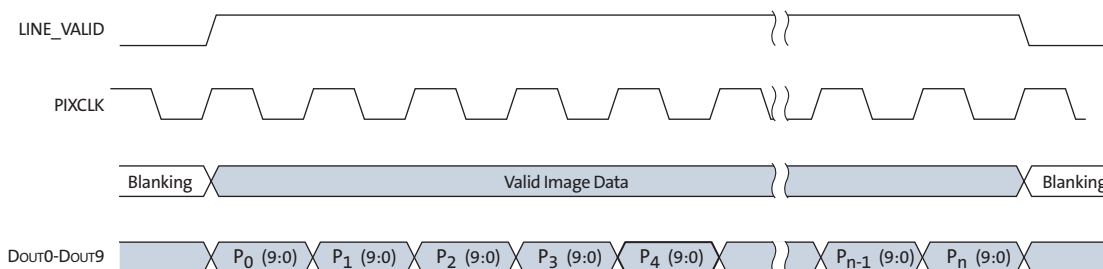 LINE_VALID
PIXCLK
Blanking Valid Image Data Blanking
DOUT0-DOUT9 P0 (9:0) P1 (9:0) P2 (9:0) P3 (9:0) P4 (9:0) Pn-1 (9:0) Pn (9:0)